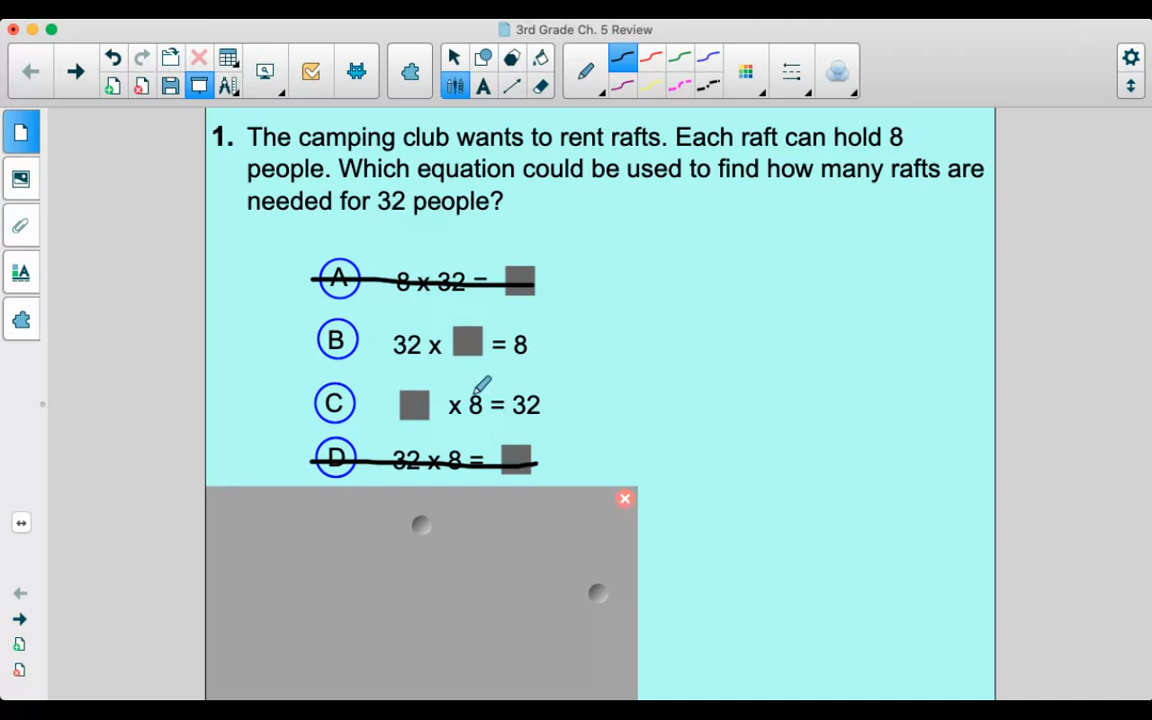 3rd Grade Ch. 5 Review
1. The camping club wants to rent rafts. Each raft can hold 8
people. Which equation could be used to find how many rafts are
needed for 32 people?
A 8 x 32 =
B 32 x = 8
C x 8 = 32
D 32 x 8 =